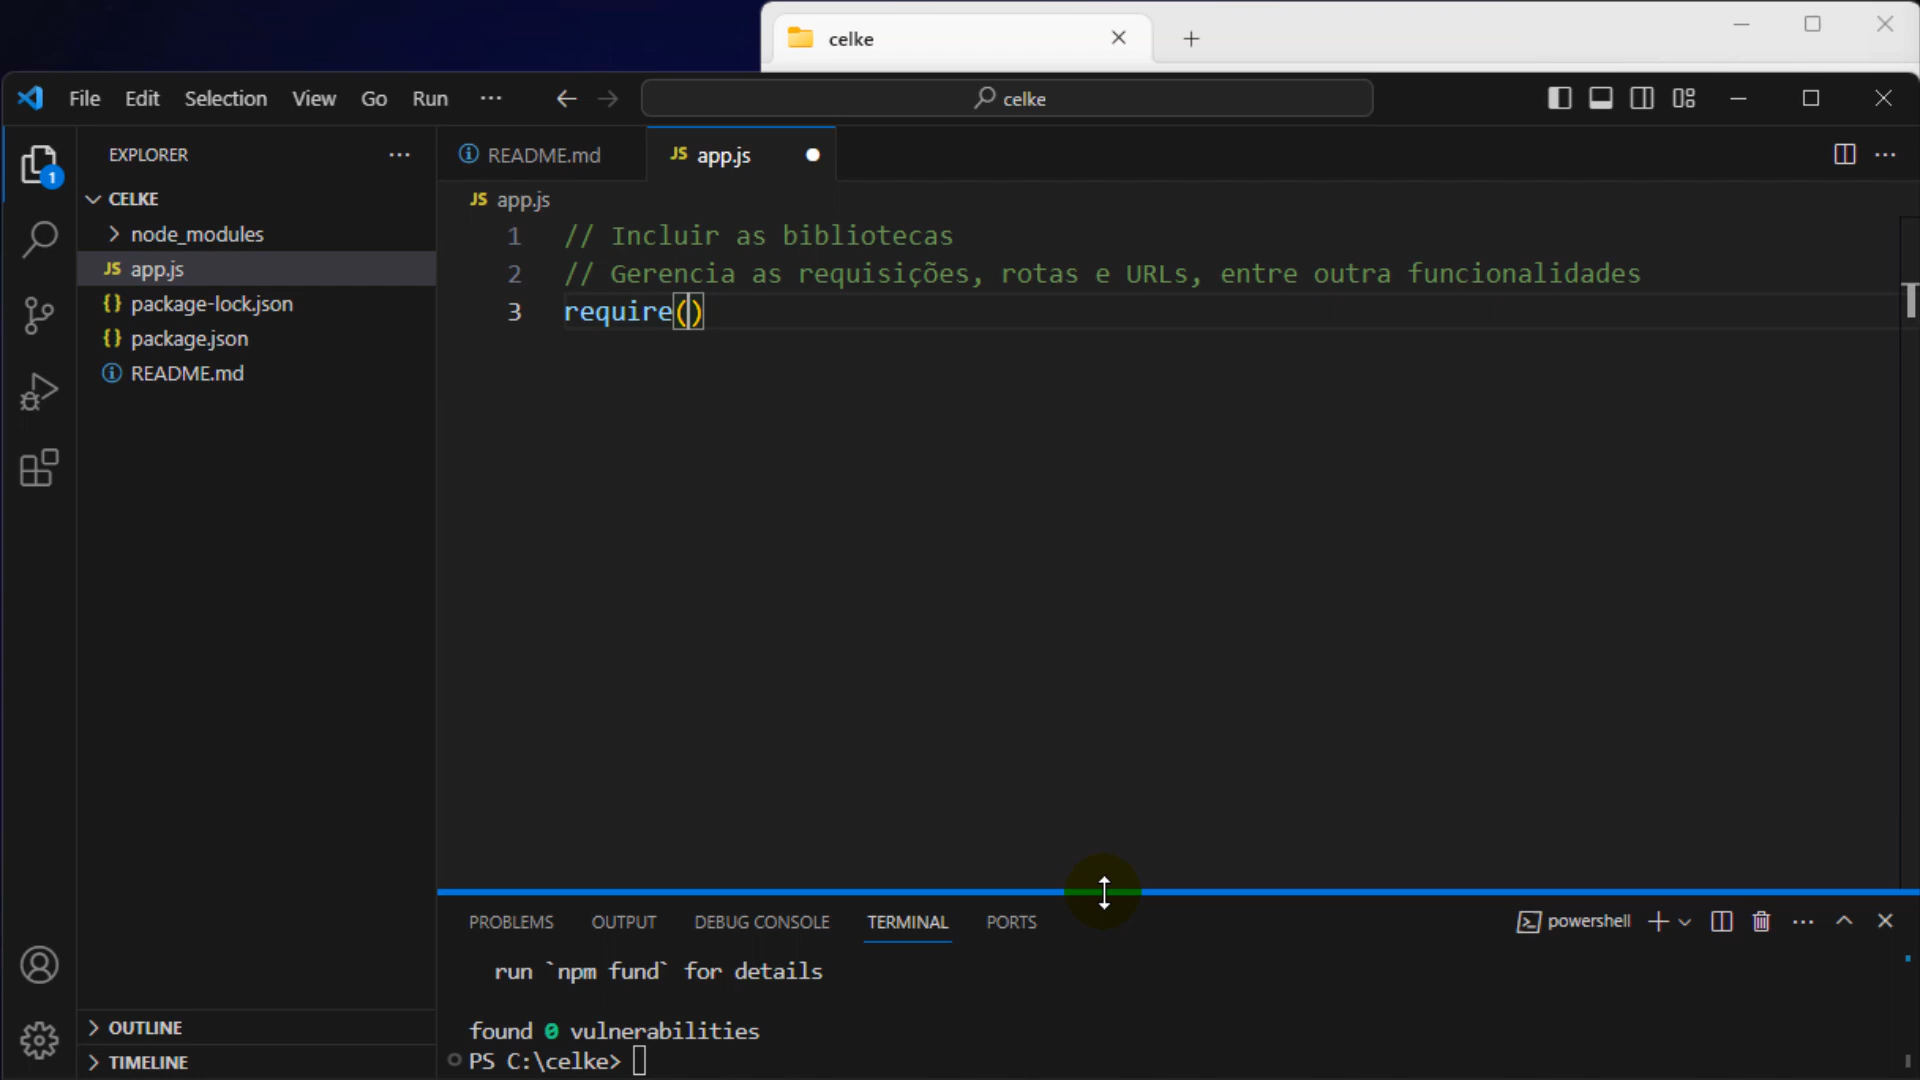 celke
File Edit Selection View Go Run
celke
EXPLORER
README.md
JS app.js
1
CELKE
JS app.js
node_modules
1 // Incluir as bibliotecas
JS app.js
2 // Gerencia as requisições, rotas e URLs, entre outra funcionalidades
{} package-lock.json
3 require()
{} package.json
README.md
PROBLEMS OUTPUT DEBUG CONSOLE TERMINAL PORTS
powershell
run `npm fund` for details
found 0 vulnerabilities
OUTLINE
PS C:\celke>
TIMELINE